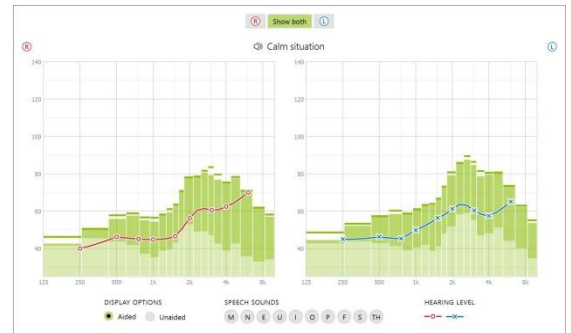 R Show both L
R Calm situation L
140 140
120 120
100 100
80 80
60 60
40 40
125 250 500 1k 2k 4k 8k 125 250 500 1k 2k 4k 8k
DISPLAY OPTIONS SPEECH SOUNDS HEARING LEVEL
Aided Unaided M N E U I O P F S TH